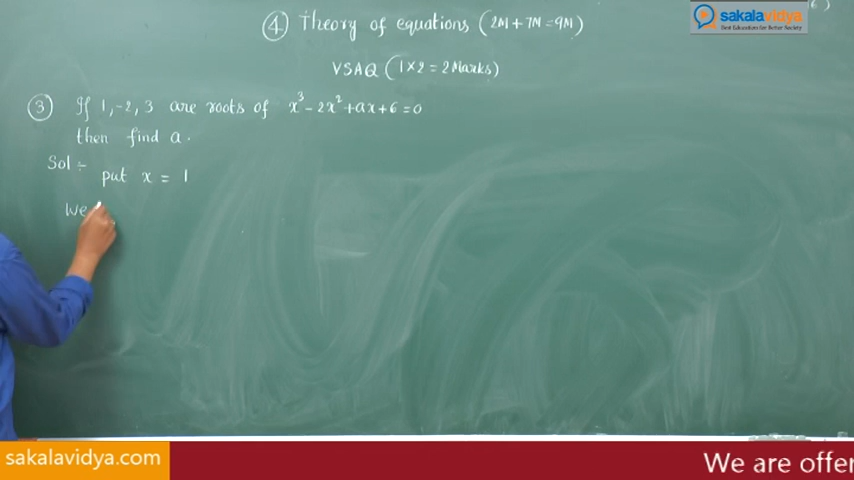 ④ Theory of equations (2M + 7M = 9M)
sakalavidya
Best Education for Better Society
VSAQ (1×2 = 2 Marks)
③ If 1, -2, 3 are roots of x³ - 2x² + ax + 6 = 0
then find a.
Sol :-
put x = 1
We
sakalavidya.com
We are offer